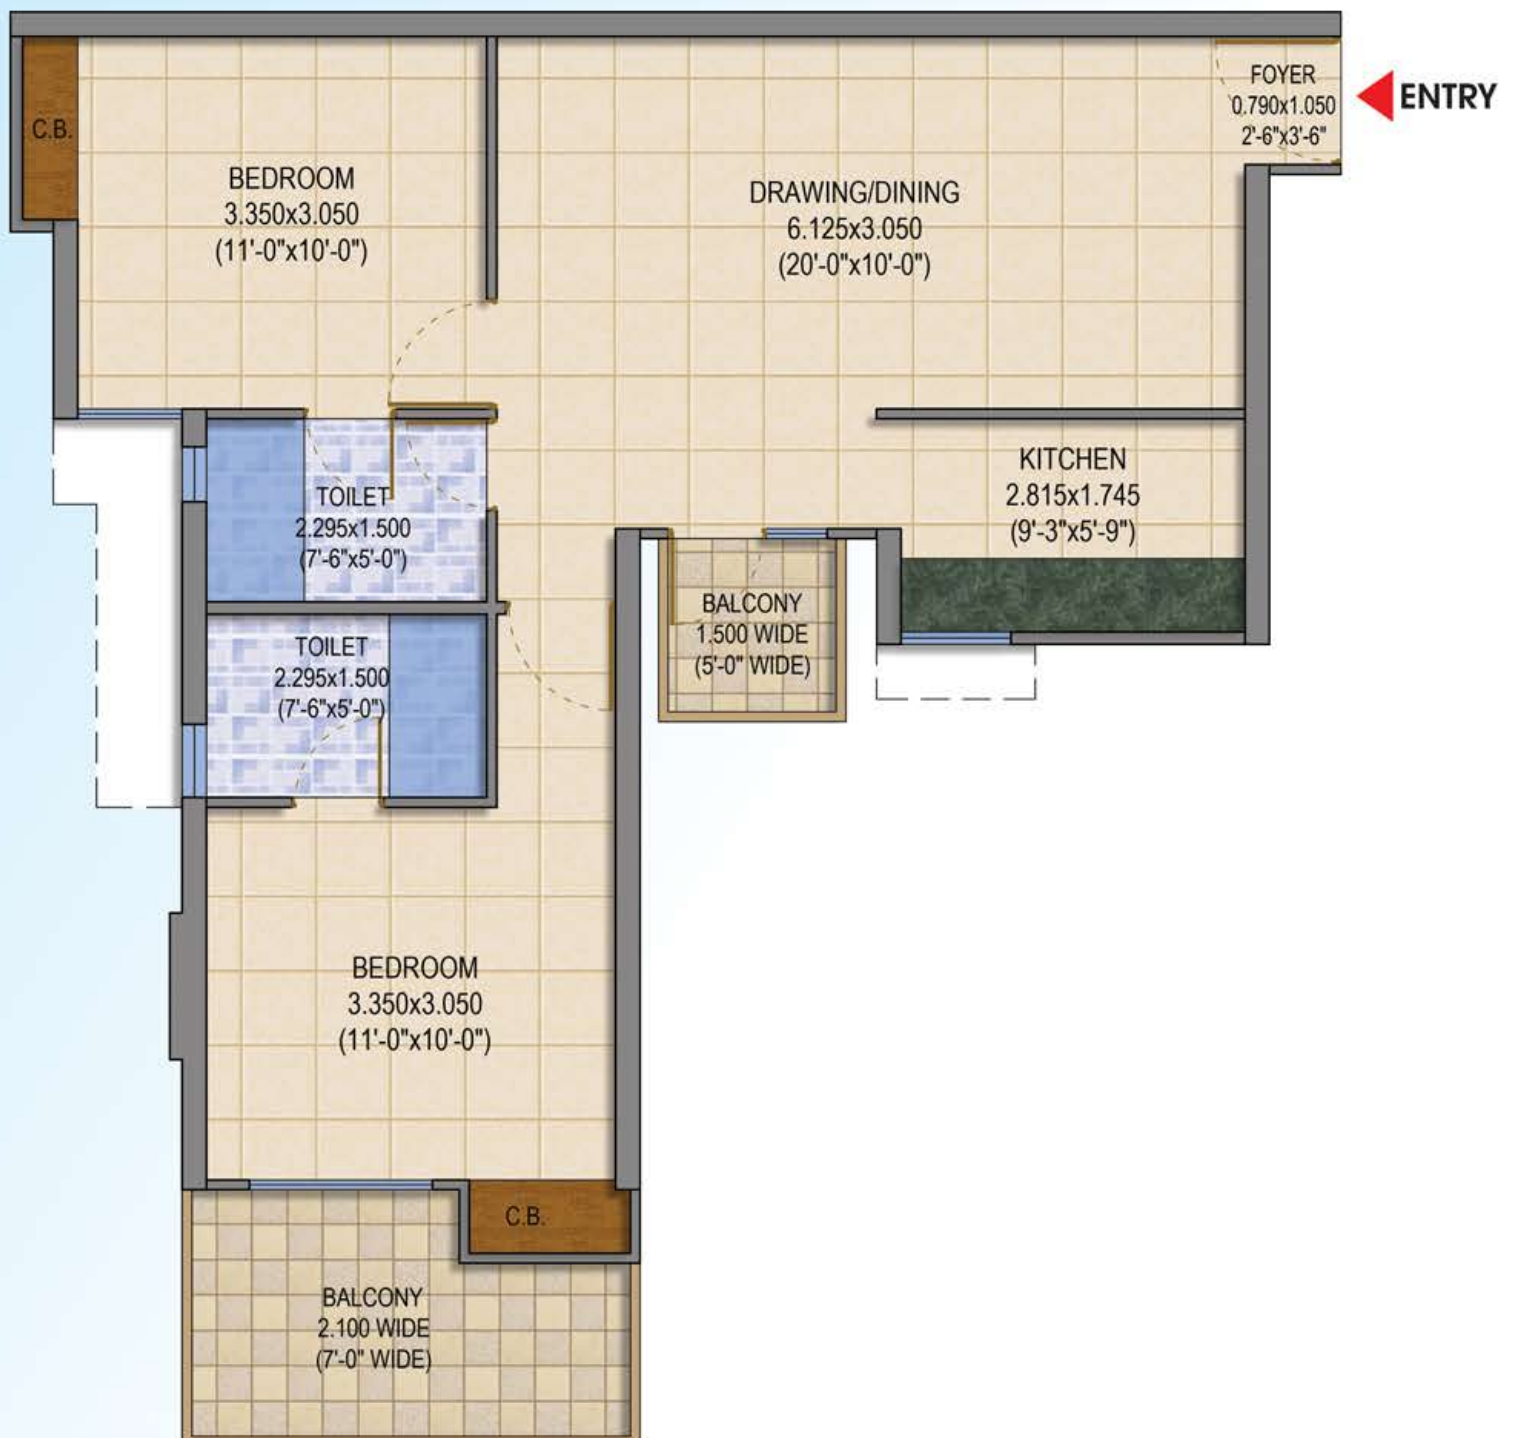 FOYER
0.790x1.050
2'-6"x3'-6"
ENTRY
C.B.
BEDROOM
3.350x3.050
(11'-0"x10'-0")
DRAWING/DINING
6.125x3.050
(20'-0"x10'-0")
KITCHEN
2.815x1.745
(9'-3"x5'-9")
TOILET
2.295x1.500
(7'-6"x5'-0")
BALCONY
1.500 WIDE
(5'-0" WIDE)
TOILET
2.295x1.500
(7'-6"x5'-0")
BEDROOM
3.350x3.050
(11'-0"x10'-0")
C.B.
BALCONY
2.100 WIDE
(7'-0" WIDE)